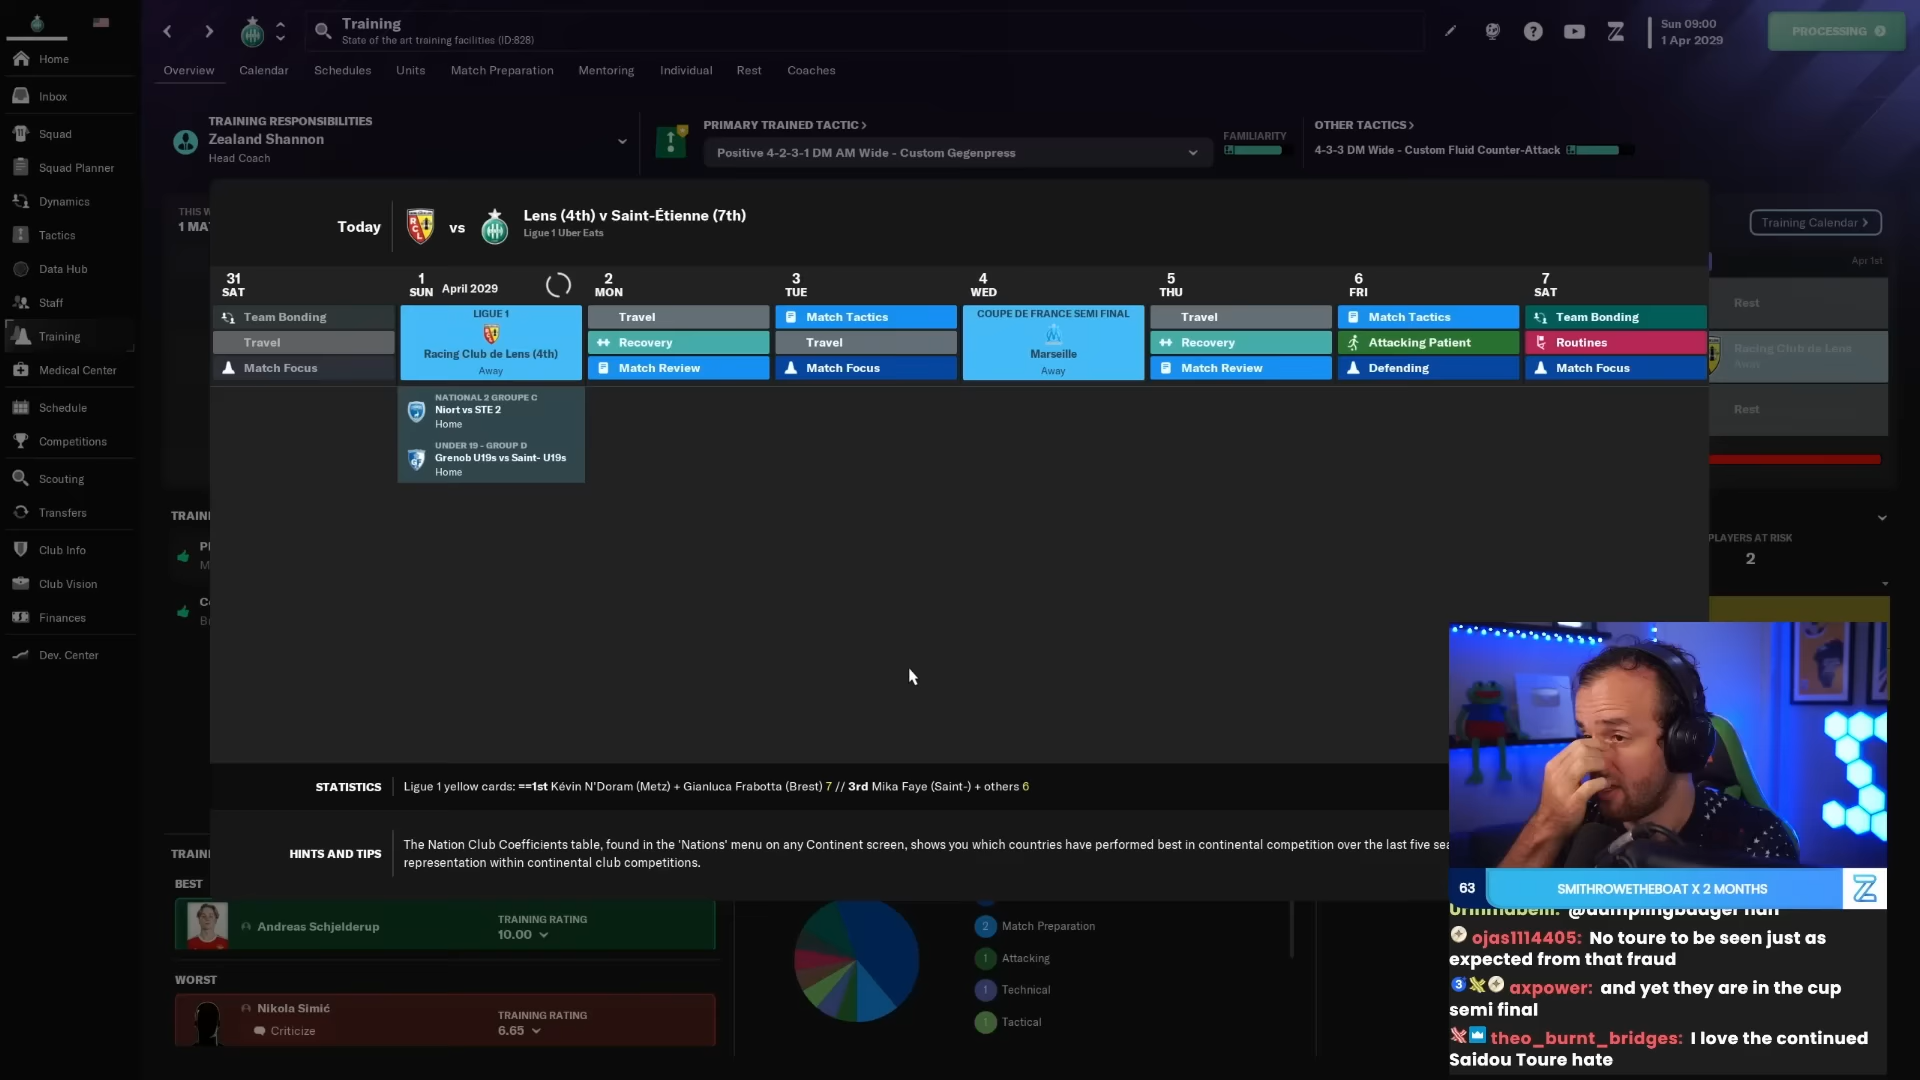 Training
State of the art training facilities (ID:828)
Sun 09:00
1 Apr 2029
PROCESSING
Overview
Calendar
Schedules
Units
Match Preparation
Mentoring
Individual
Rest
Coaches
Home
Inbox
Squad
Squad Planner
Dynamics
Tactics
Data Hub
Staff
Training
Medical Center
Schedule
Competitions
Scouting
Transfers
Club Info
Club Vision
Finances
Dev. Center
TRAINING RESPONSIBILITIES
Zealand Shannon
Head Coach
PRIMARY TRAINED TACTIC >
Positive 4-2-3-1 DM AM Wide - Custom Gegenpress
FAMILIARITY
OTHER TACTICS >
4-3-3 DM Wide - Custom Fluid Counter-Attack
Training Calendar >
Apr 1st
Rest
Racing Club de Lens
Away
Rest
Today
vs
Lens (4th) v Saint-Étienne (7th)
Ligue 1 Uber Eats
31
SAT
1
SUN
April 2029
2
MON
3
TUE
4
WED
5
THU
6
FRI
7
SAT
Team Bonding
Travel
Match Focus
LIGUE 1
Racing Club de Lens (4th)
Away
Travel
Recovery
Match Review
Match Tactics
Travel
Match Focus
COUPE DE FRANCE SEMI FINAL
Marseille
Away
Travel
Recovery
Match Review
Match Tactics
Attacking Patient
Defending
Team Bonding
Routines
Match Focus
NATIONAL 2 GROUPE C
Niort vs STE 2
Home
UNDER 19 - GROUP D
Grenob U19s vs Saint- U19s
Home
PLAYERS AT RISK
2
STATISTICS
Ligue 1 yellow cards: ==1st Kévin N'Doram (Metz) + Gianluca Frabotta (Brest) 7 // 3rd Mika Faye (Saint-) + others 6
HINTS AND TIPS
The Nation Club Coefficients table, found in the 'Nations' menu on any Continent screen, shows you which countries have performed best in continental competition over the last five
representation within continental club competitions.
BEST
Andreas Schjelderup
TRAINING RATING
10.00
WORST
Nikola Simić
Criticize
TRAINING RATING
6.65
2 Match Preparation
1 Attacking
1 Technical
1 Tactical
63
SMITHROWETHEBOAT X 2 MONTHS
Z
ojas1114405: No toure to be seen just as
expected from that fraud
3 axpower: and yet they are in the cup
semi final
theo_burnt_bridges: I love the continued
Saidou Toure hate